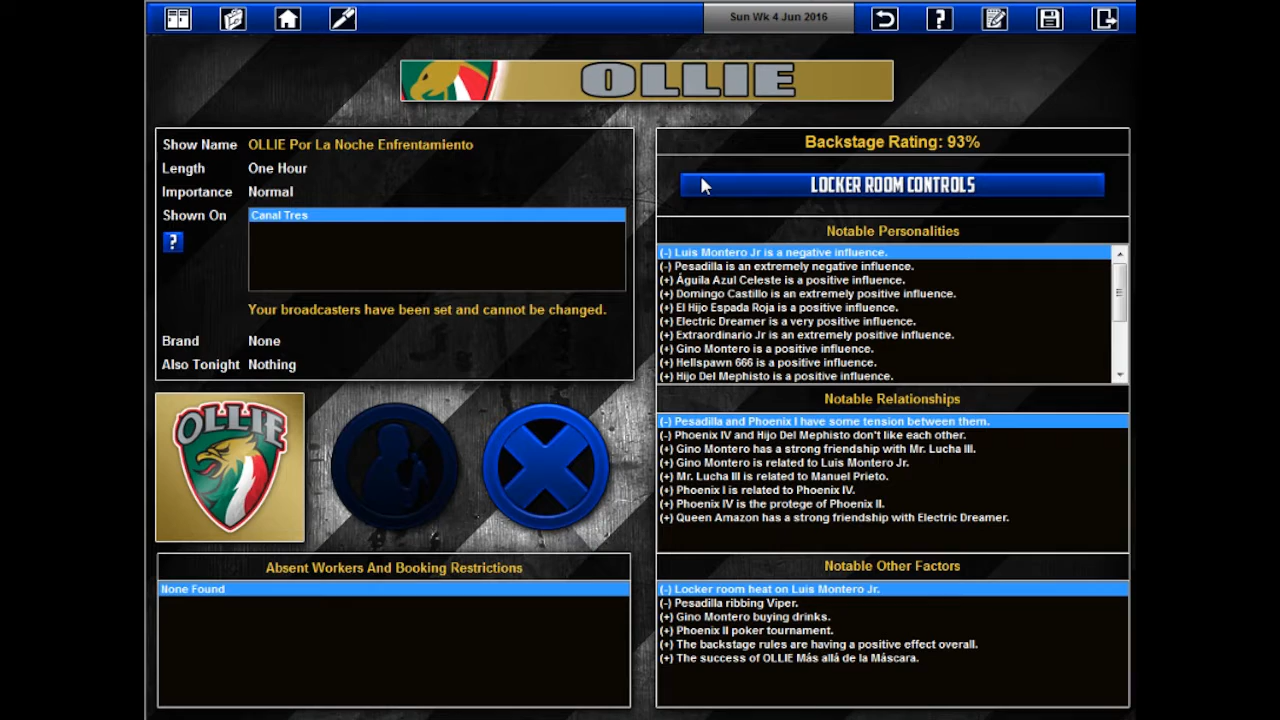 Sun Wk 4 Jun 2016
?
OLLIE
Show Name OLLIE Por La Noche Enfrentamiento
Length One Hour
Importance Normal
Shown On Canal Tres
?
Your broadcasters have been set and cannot be changed.
Brand None
Also Tonight Nothing
OLLIE
Absent Workers And Booking Restrictions
None Found
Backstage Rating: 93%
LOCKER ROOM CONTROLS
Notable Personalities
(-) Luis Montero Jr is a negative influence.
(-) Pesadilla is an extremely negative influence.
(+) Águila Azul Celeste is a positive influence.
(+) Domingo Castillo is an extremely positive influence.
(+) El Hijo Espada Roja is a positive influence.
(+) Electric Dreamer is a very positive influence.
(+) Extraordinario Jr is an extremely positive influence.
(+) Gino Montero is a positive influence.
(+) Hellspawn 666 is a positive influence.
(+) Hijo Del Mephisto is a positive influence.
Notable Relationships
(-) Pesadilla and Phoenix I have some tension between them.
(-) Phoenix IV and Hijo Del Mephisto don't like each other.
(+) Gino Montero has a strong friendship with Mr. Lucha III.
(+) Gino Montero is related to Luis Montero Jr.
(+) Mr. Lucha III is related to Manuel Prieto.
(+) Phoenix I is related to Phoenix IV.
(+) Phoenix IV is the protege of Phoenix II.
(+) Queen Amazon has a strong friendship with Electric Dreamer.
Notable Other Factors
(-) Locker room heat on Luis Montero Jr.
(-) Pesadilla ribbing Viper.
(+) Gino Montero buying drinks.
(+) Phoenix II poker tournament.
(+) The backstage rules are having a positive effect overall.
(+) The success of OLLIE Más allá de la Máscara.